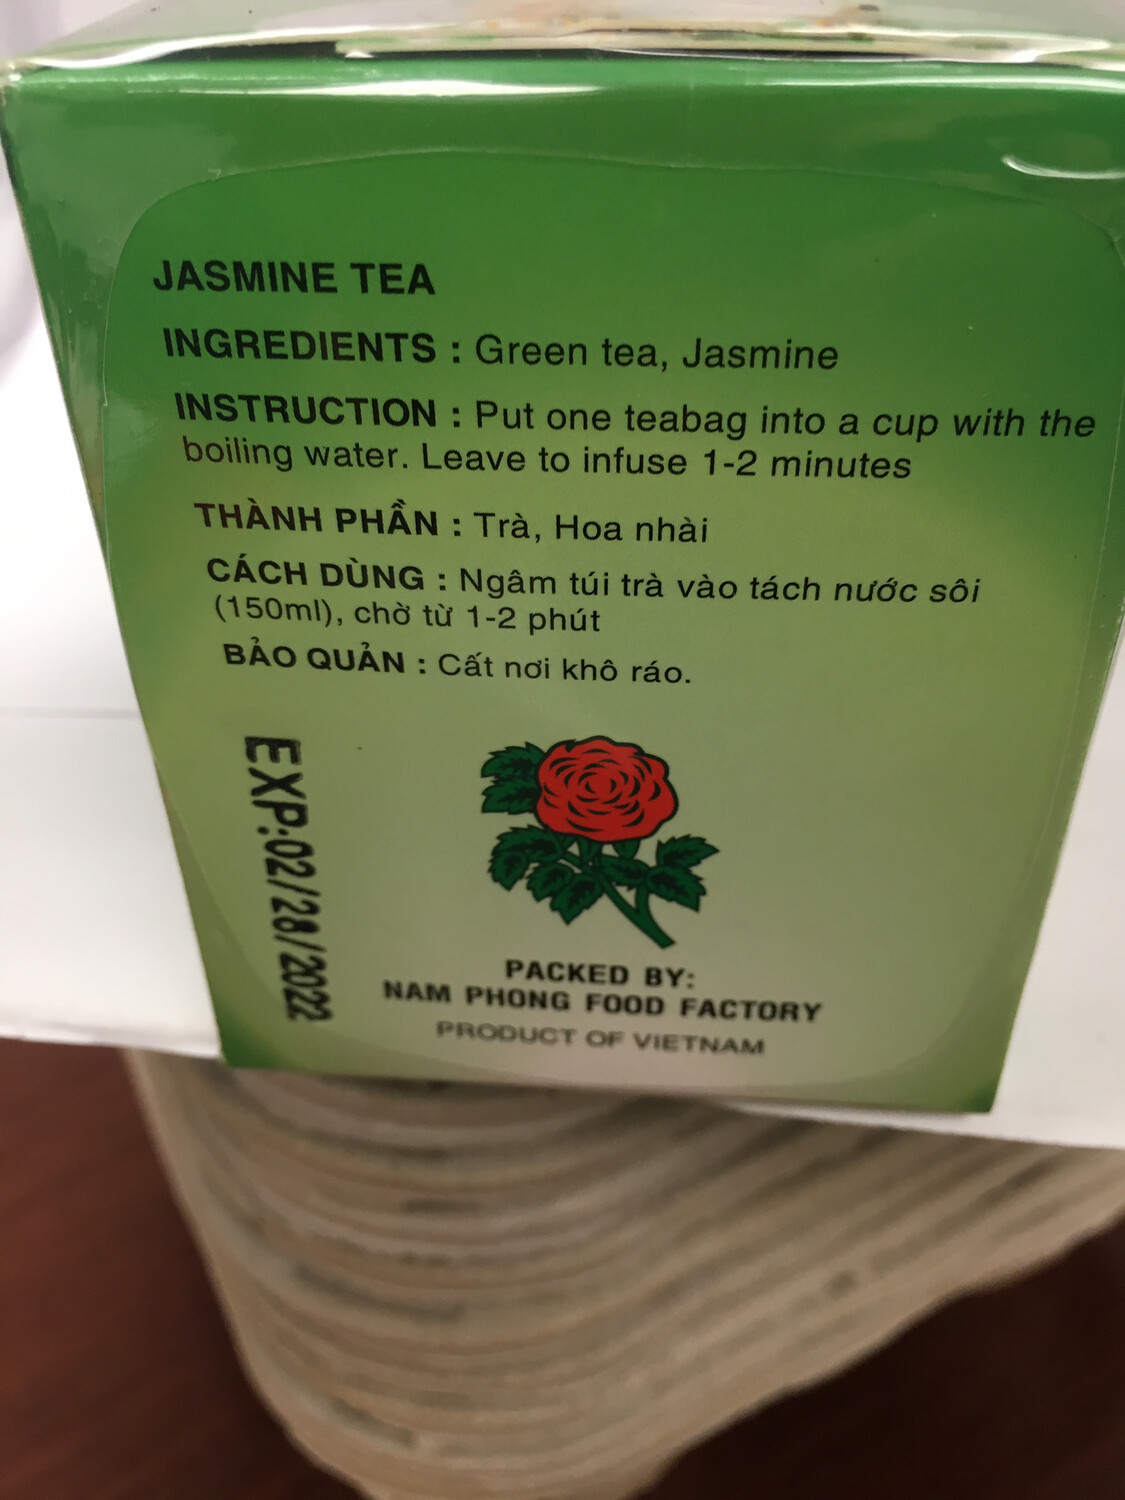 JASMINE TEA
INGREDIENTS : Green tea, Jasmine
INSTRUCTION : Put one teabag into a cup with the
boiling water. Leave to infuse 1-2 minutes
THÀNH PHẦN : Trà, Hoa nhài
CÁCH DÙNG : Ngâm túi trà vào tách nước sôi
(150ml), chờ từ 1-2 phút
BẢO QUẢN : Cất nơi khô ráo.
EXP:02/28/2022
PACKED BY:
NAM PHONG FOOD FACTORY
PRODUCT OF VIETNAM